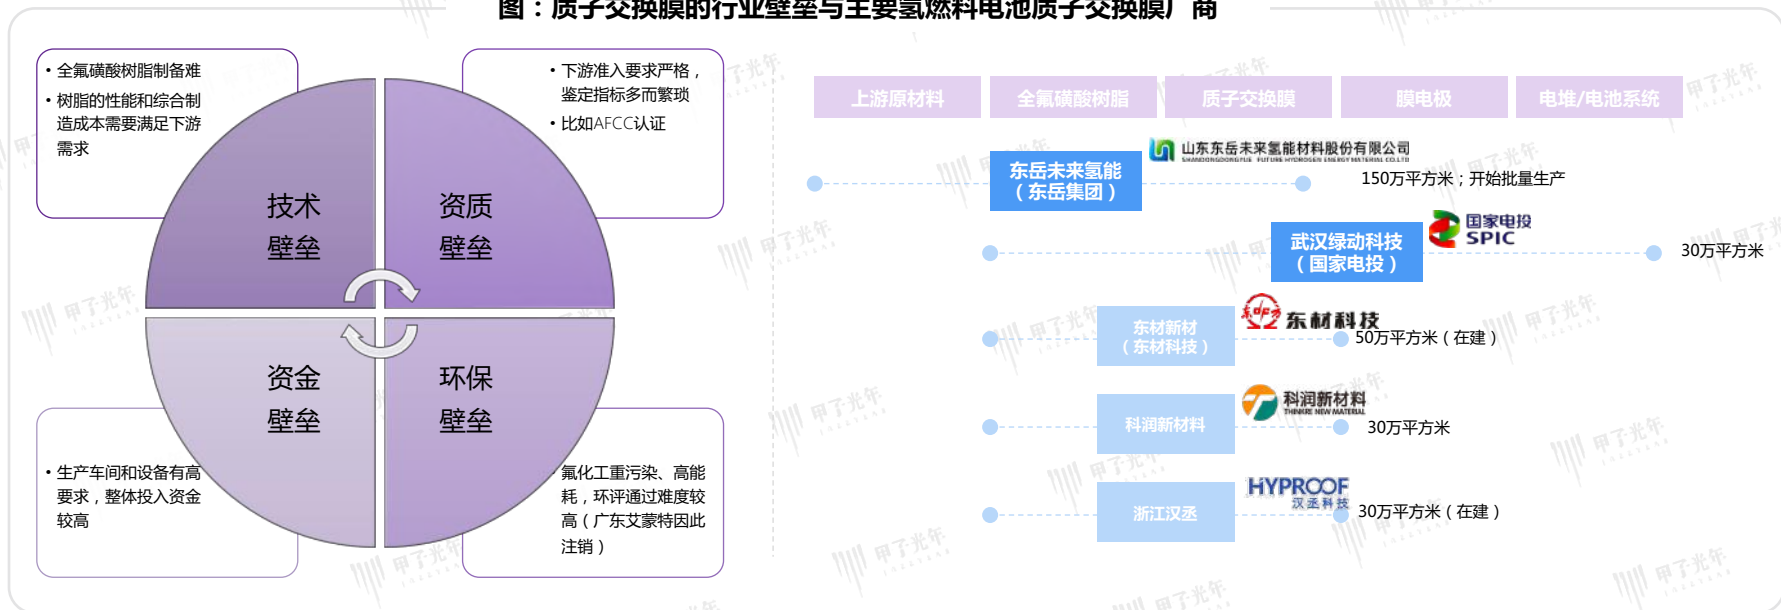 图：质子交换膜的行业壁垒与主要氢燃料电池质子交换膜厂商
• 全氟磺酸树脂制备难
• 树脂的性能和综合制
造成本需要满足下游
需求
• 下游准入要求严格，
鉴定指标多而繁琐
• 比如AFCC认证
技术
壁垒
资质
壁垒
资金
壁垒
环保
壁垒
• 生产车间和设备有高
要求，整体投入资金
较高
• 氟化工重污染、高能
耗，环评通过难度较
高（广东艾蒙特因此
注销）
上游原材料
全氟磺酸树脂
质子交换膜
膜电极
电堆/电池系统
东岳未来氢能
（东岳集团）
山东东岳未来氢能材料股份有限公司
SHANDONGDONGYUE FUTURE HYDROGEN ENERGY MATERIAL CO.,LTD
150万平方米；开始批量生产
武汉绿动科技
（国家电投）
国家电投
SPIC
30万平方米
东材新材
（东材科技）
东材科技
50万平方米（在建）
科润新材料
科润新材料
THINKRE NEW MATERIAL
30万平方米
浙江汉丞
HYPROOF
汉丞科技
30万平方米（在建）
甲子光年